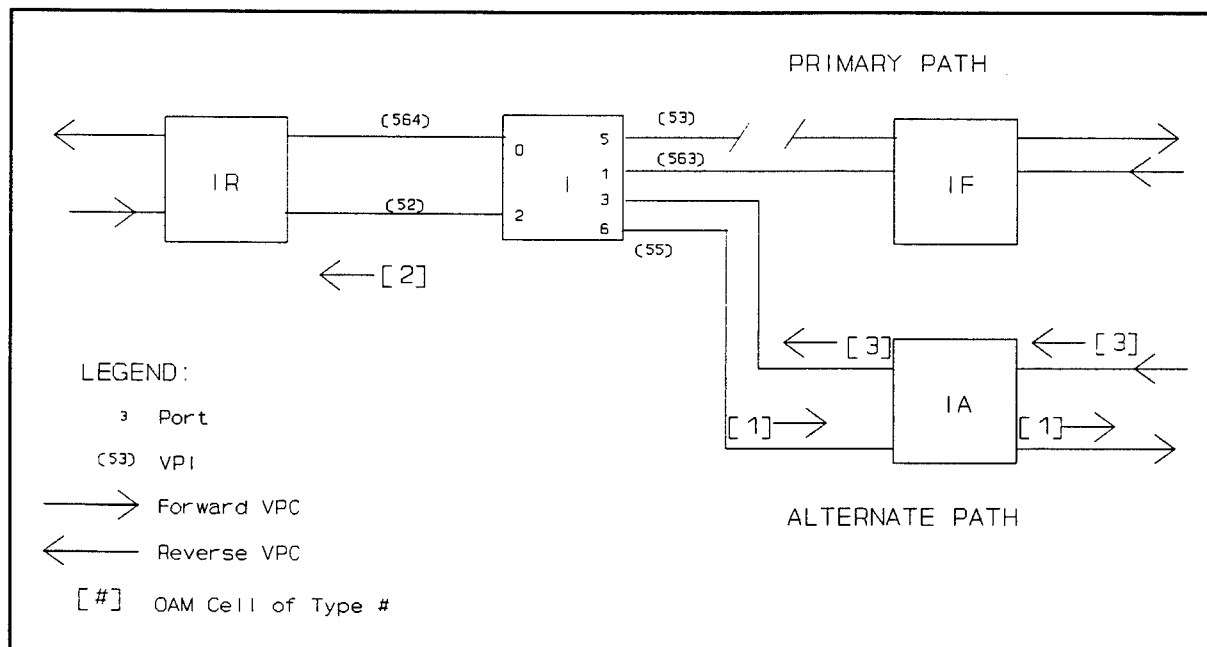 PRIMARY PATH
(564)
(53)
(563)
IR
I
IF
0
5
1
2
3
6
(52)
(55)
[2]
[3]
[3]
IA
[1]
[1]
ALTERNATE PATH
LEGEND:
3 Port
(53) VPI
Forward VPC
Reverse VPC
[#] OAM Cell of Type #